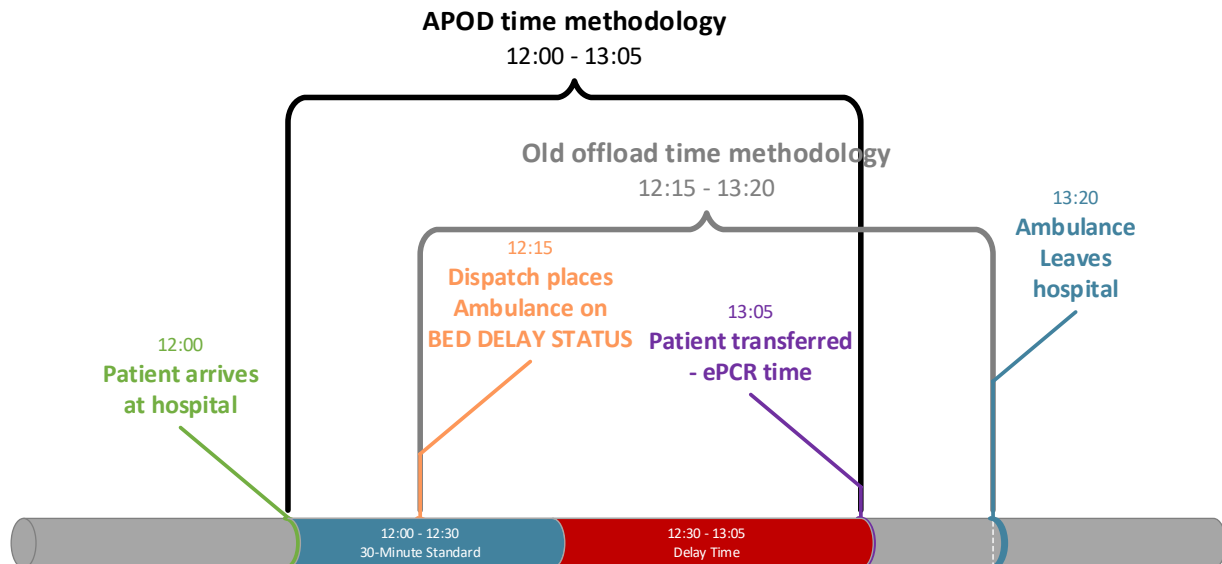 APOD time methodology
12:00 - 13:05
Old offload time methodology
12:15 - 13:20
13:20
Ambulance
Leaves
hospital
12:15
Dispatch places
Ambulance on
BED DELAY STATUS
13:05
Patient transferred
- ePCR time
12:00
Patient arrives
at hospital
12:00 - 12:30
30-Minute Standard
12:30 - 13:05
Delay Time